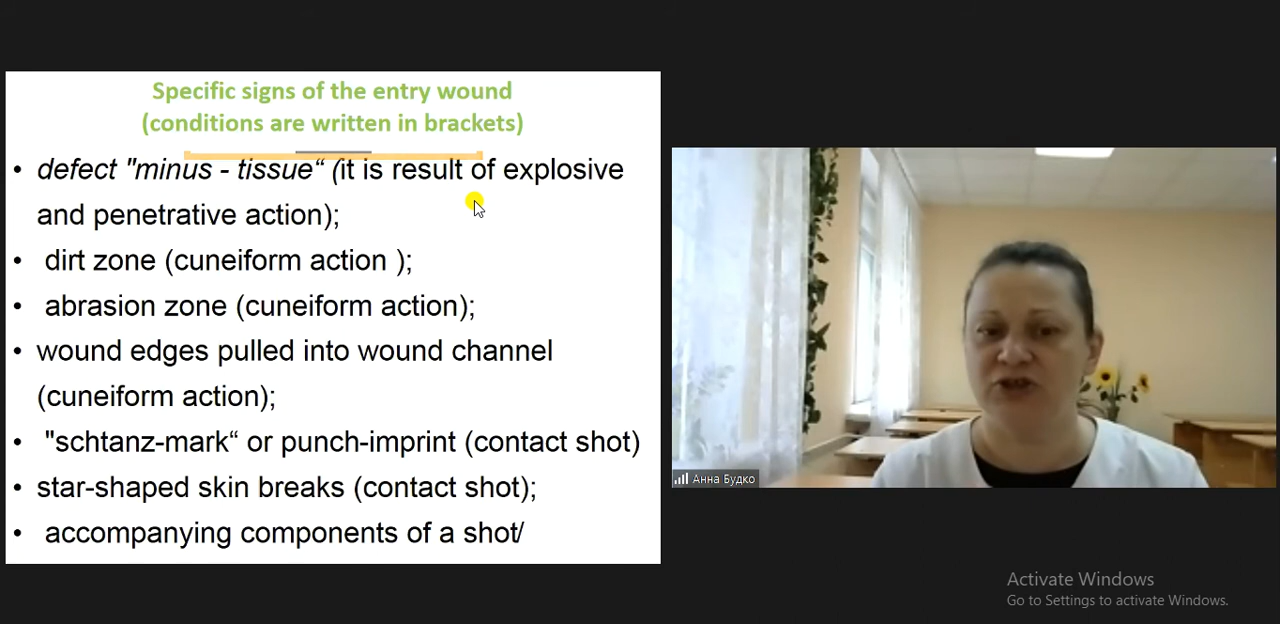 Specific signs of the entry wound
(conditions are written in brackets)
• defect "minus - tissue“ (it is result of explosive
and penetrative action);
• dirt zone (cuneiform action );
• abrasion zone (cuneiform action);
• wound edges pulled into wound channel
(cuneiform action);
• "schtanz-mark“ or punch-imprint (contact shot)
• star-shaped skin breaks (contact shot);
• accompanying components of a shot/
Анна Будко
Activate Windows
Go to Settings to activate Windows.